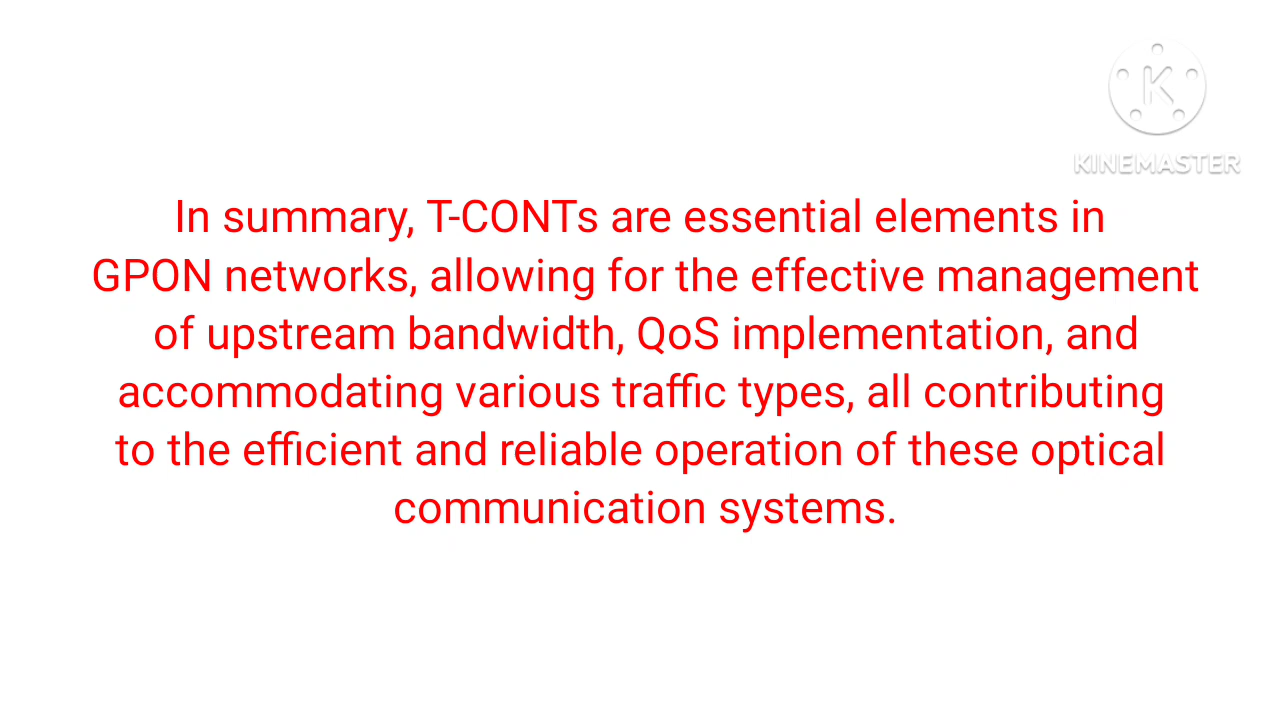 K
KINEMASTER
In summary, T-CONTs are essential elements in
GPON networks, allowing for the effective management
of upstream bandwidth, QoS implementation, and
accommodating various traffic types, all contributing
to the efficient and reliable operation of these optical
communication systems.